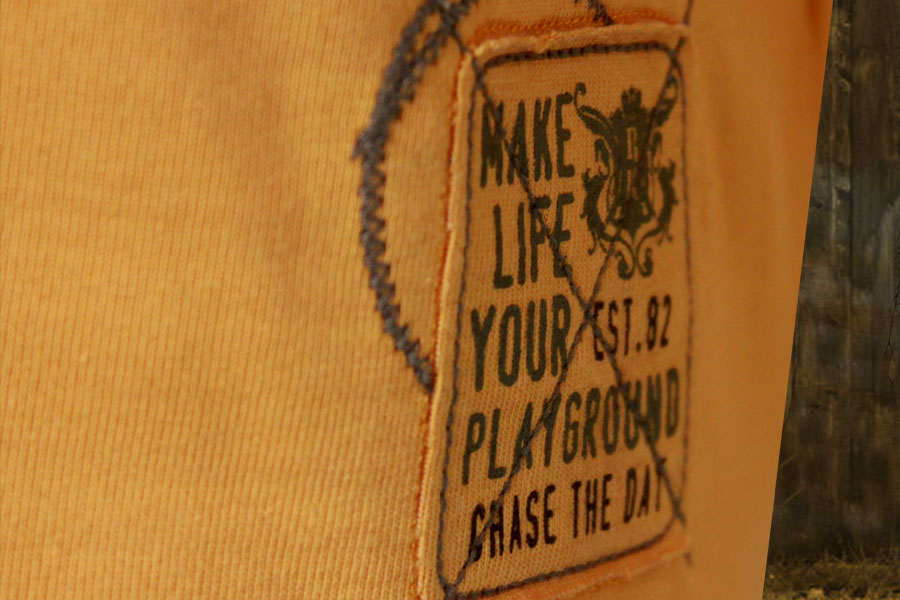 MAKE
LIFE
YOUR EST.82
PLAYGROUND
CHASE THE DAY